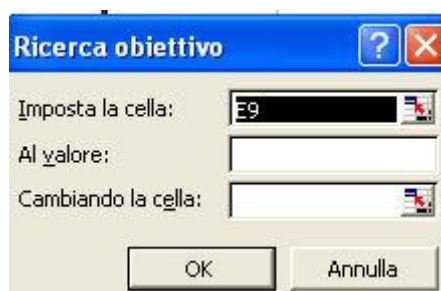 Ricerca obiettivo
Imposta la cella: E9
Al valore:
Cambiando la cella:
OK Annulla